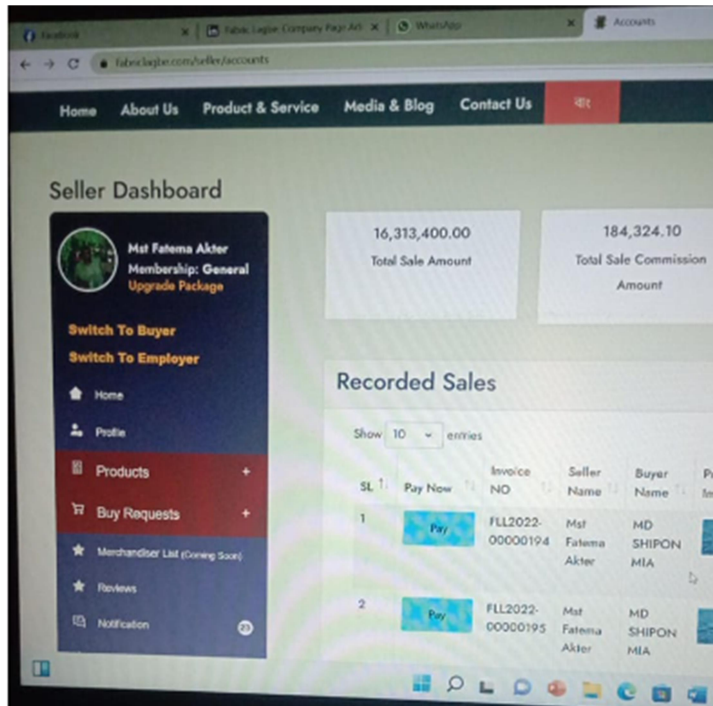 Facebook
Fabric Lagbe: Company Page Adm
WhatsApp
Accounts
fabriclagbe.com/seller/accounts
Home About Us Product & Service Media & Blog Contact Us বাং
Seller Dashboard
Mst Fatema Akter
Membership: General
Upgrade Package
Switch To Buyer
Switch To Employer
Home
Profile
Products +
Buy Requests +
Merchandiser List (Coming Soon)
Reviews
Notification 23
16,313,400.00
Total Sale Amount
184,324.10
Total Sale Commission
Amount
Recorded Sales
Show 10 entries
SL Pay Now Invoice NO Seller Name Buyer Name
1 Pay FLL2022-00000194 Mst Fatema Akter MD SHIPON MIA
2 Pay FLL2022-00000195 Mst Fatema Akter MD SHIPON MIA